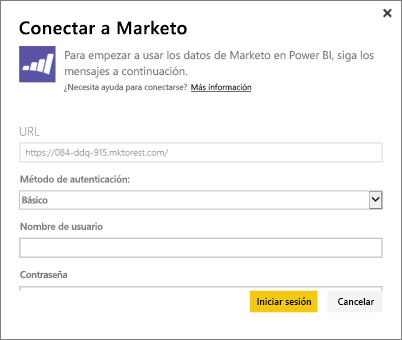 Conectar a Marketo
Para empezar a usar los datos de Marketo en Power BI, siga los
mensajes a continuación.
¿Necesita ayuda para conectarse? Más información
URL
https://084-ddq-915.mktorest.com/
Método de autenticación:
Básico
Nombre de usuario
Contraseña
Iniciar sesión
Cancelar